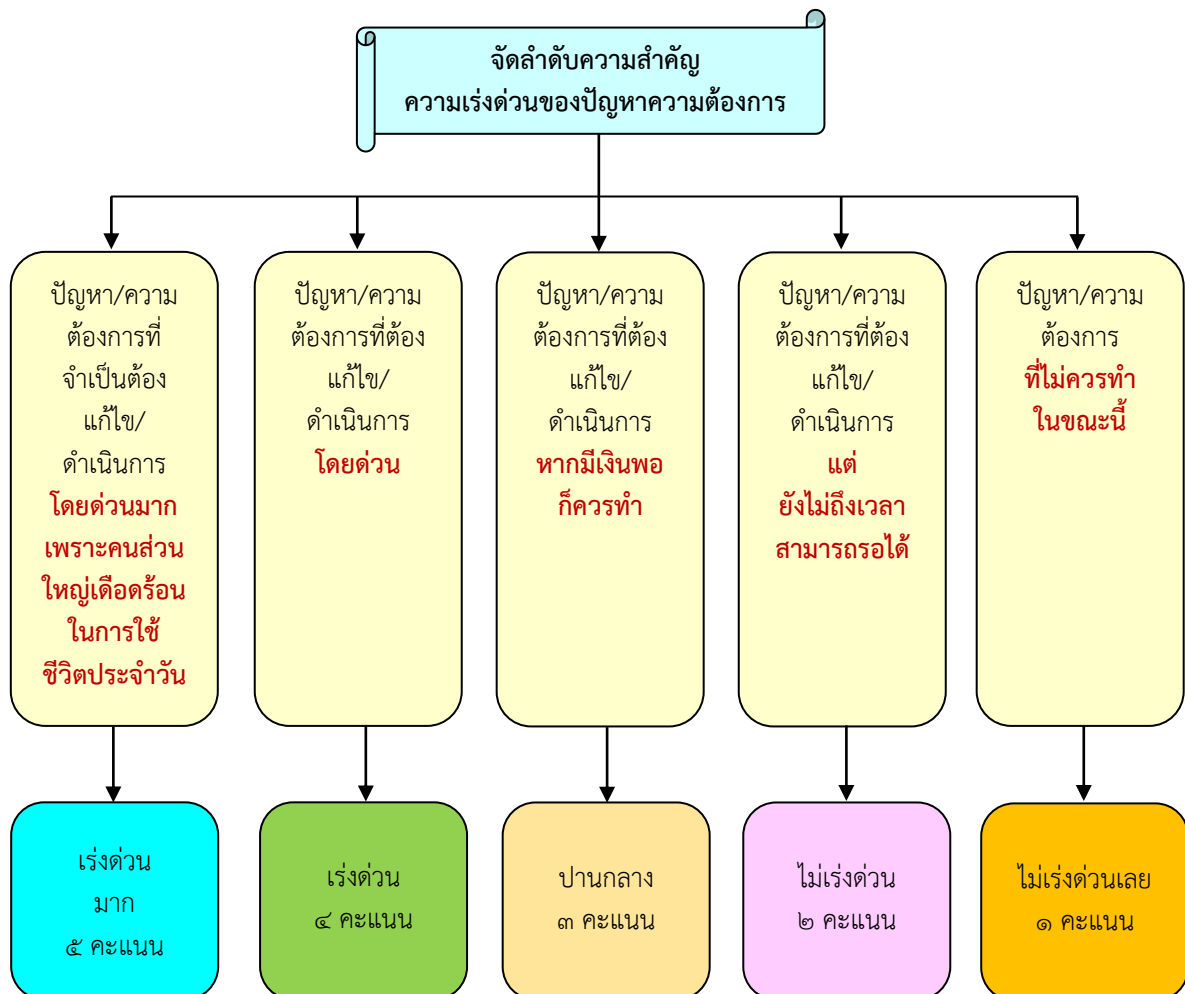 จัดลำดับความสำคัญ
ความเร่งด่วนของปัญหาความต้องการ
ปัญหา/ความ
ต้องการที่
จำเป็นต้อง
แก้ไข/
ดำเนินการ
โดยด่วนมาก
เพราะคนส่วน
ใหญ่เดือดร้อน
ในการใช้
ชีวิตประจำวัน
ปัญหา/ความ
ต้องการที่ต้อง
แก้ไข/
ดำเนินการ
โดยด่วน
ปัญหา/ความ
ต้องการที่ต้อง
แก้ไข/
ดำเนินการ
หากมีเงินพอ
ก็ควรทำ
ปัญหา/ความ
ต้องการที่ต้อง
แก้ไข/
ดำเนินการ
แต่
ยังไม่ถึงเวลา
สามารถรอได้
ปัญหา/ความ
ต้องการ
ที่ไม่ควรทำ
ในขณะนี้
เร่งด่วน
มาก
๕ คะแนน
เร่งด่วน
๔ คะแนน
ปานกลาง
๓ คะแนน
ไม่เร่งด่วน
๒ คะแนน
ไม่เร่งด่วนเลย
๑ คะแนน